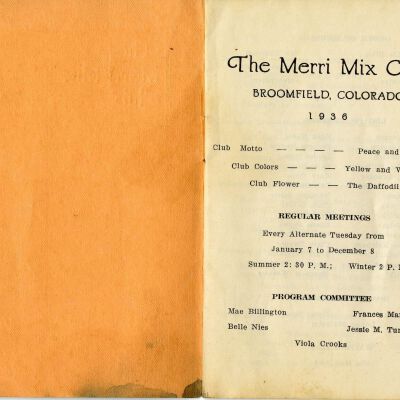 The Merri Mix
BROOMFIELD, COLORADO
1936
Club Motto — — — — Peace and
Club Colors — — — Yellow and
Club Flower — — The Daffodil
REGULAR MEETINGS
Every Alternate Tuesday from
January 7 to December 8
Summer 2:30 P. M.; Winter 2 P.
PROGRAM COMMITTEE
Mae Billington Frances
Belle Nies Jessie M.
Viola Crooks